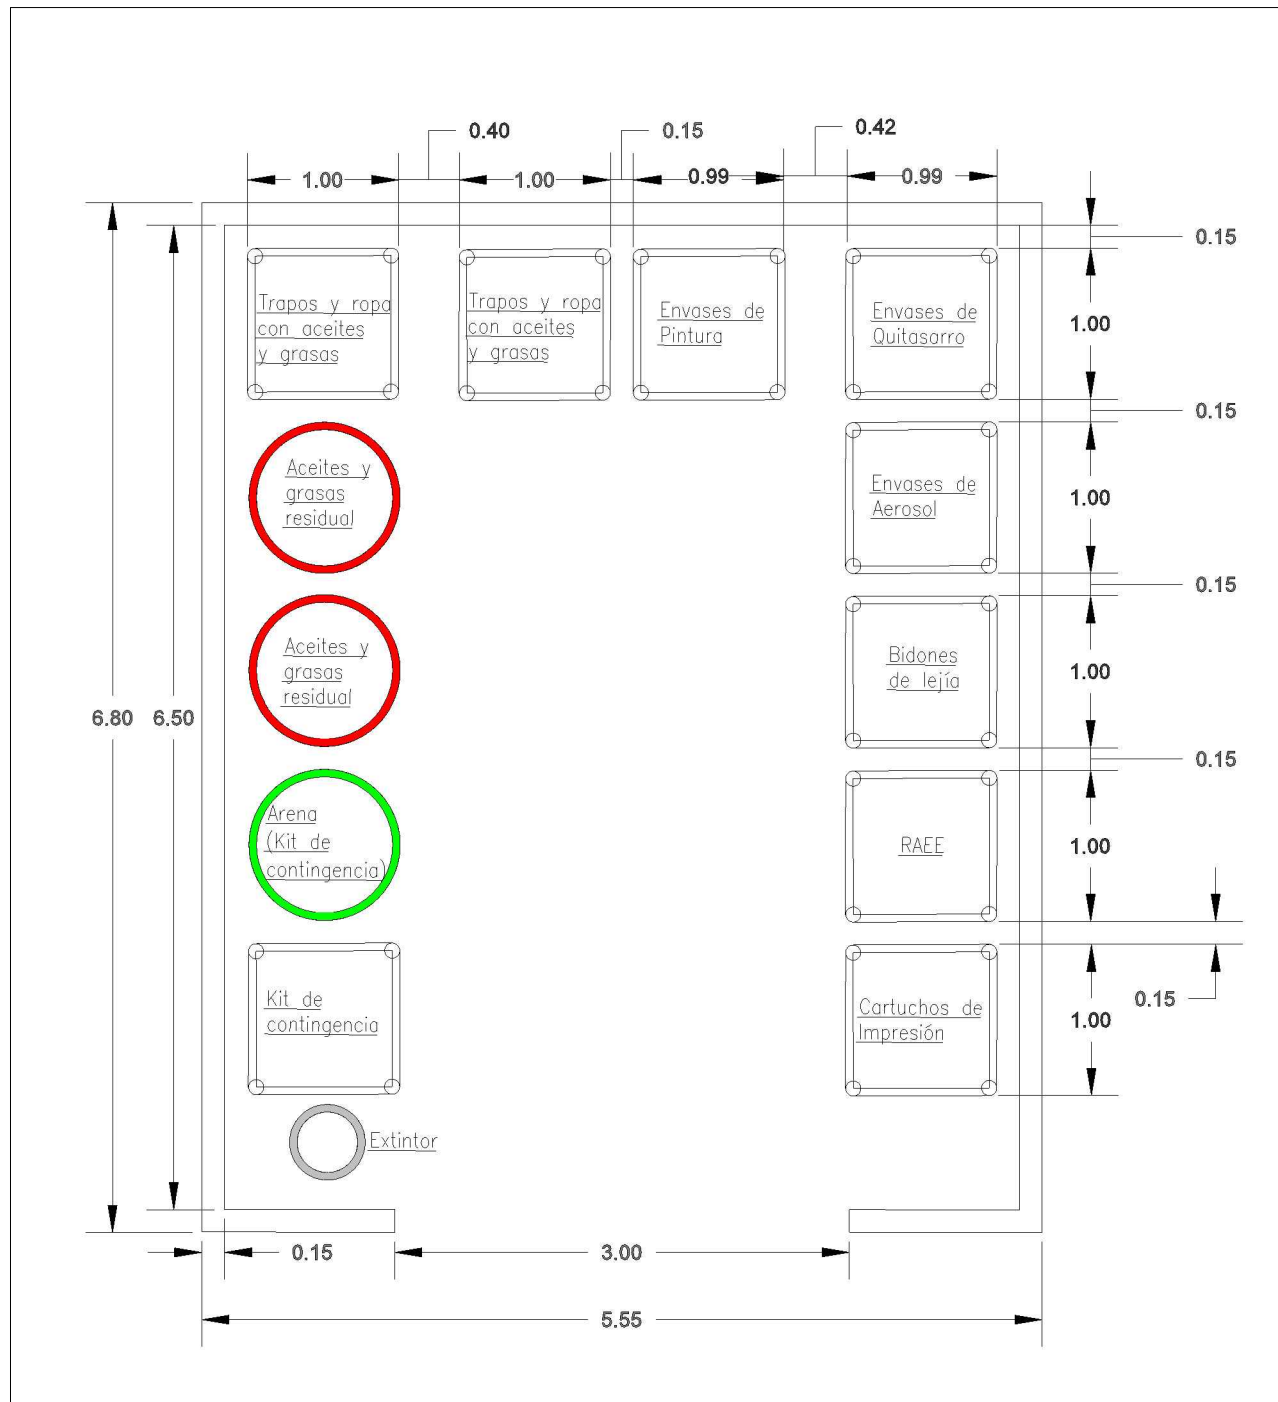 0.40
0.15
0.42
1.00
1.00
0.99
0.99
0.15
Trapos y ropa
con aceites
y grasas
Trapos y ropa
con aceites
y grasas
Envases de
Pintura
Envases de
Quitasarro
1.00
0.15
Aceites y
grasas
residual
Envases de
Aerosol
1.00
0.15
Aceites y
grasas
residual
Bidones
de lejía
1.00
6.80
6.50
0.15
Arena
(Kit de
contingencia)
RAEE
1.00
Kit de
contingencia
Cartuchos de
Impresión
1.00
0.15
Extintor
0.15
3.00
5.55